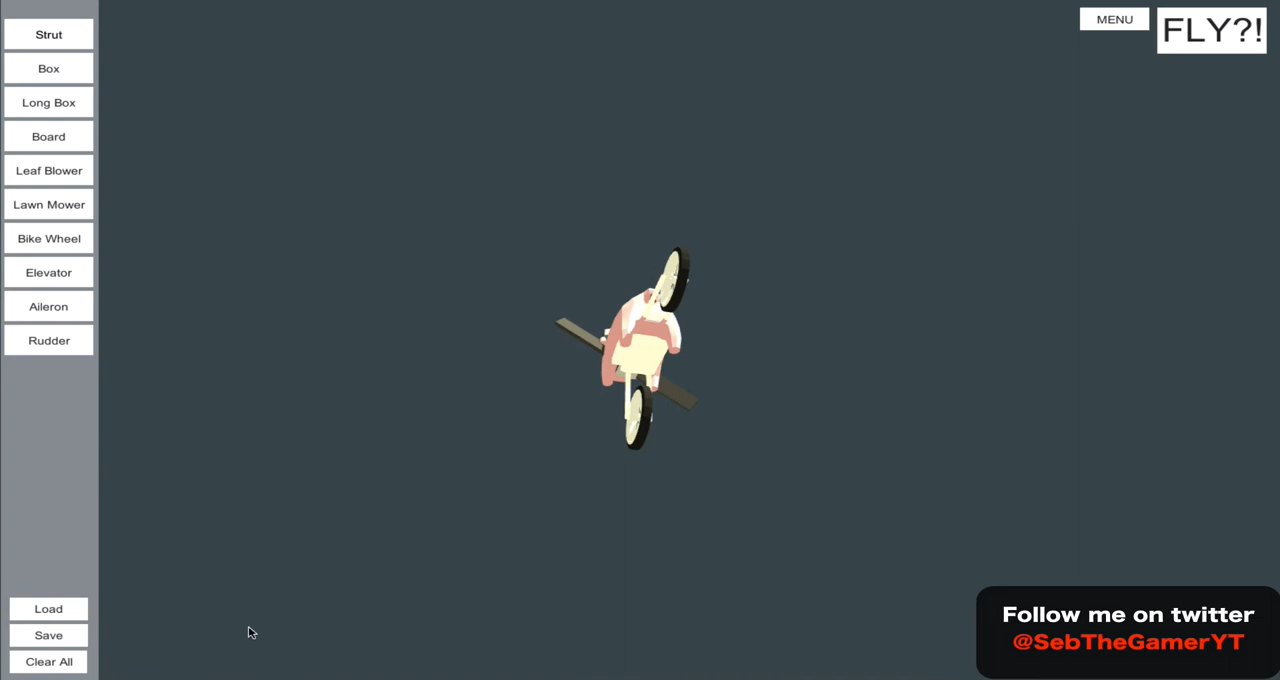 Strut
Box
Long Box
Board
Leaf Blower
Lawn Mower
Bike Wheel
Elevator
Aileron
Rudder
Load
Save
Clear All
MENU
FLY?!
Follow me on twitter
@SebTheGamerYT